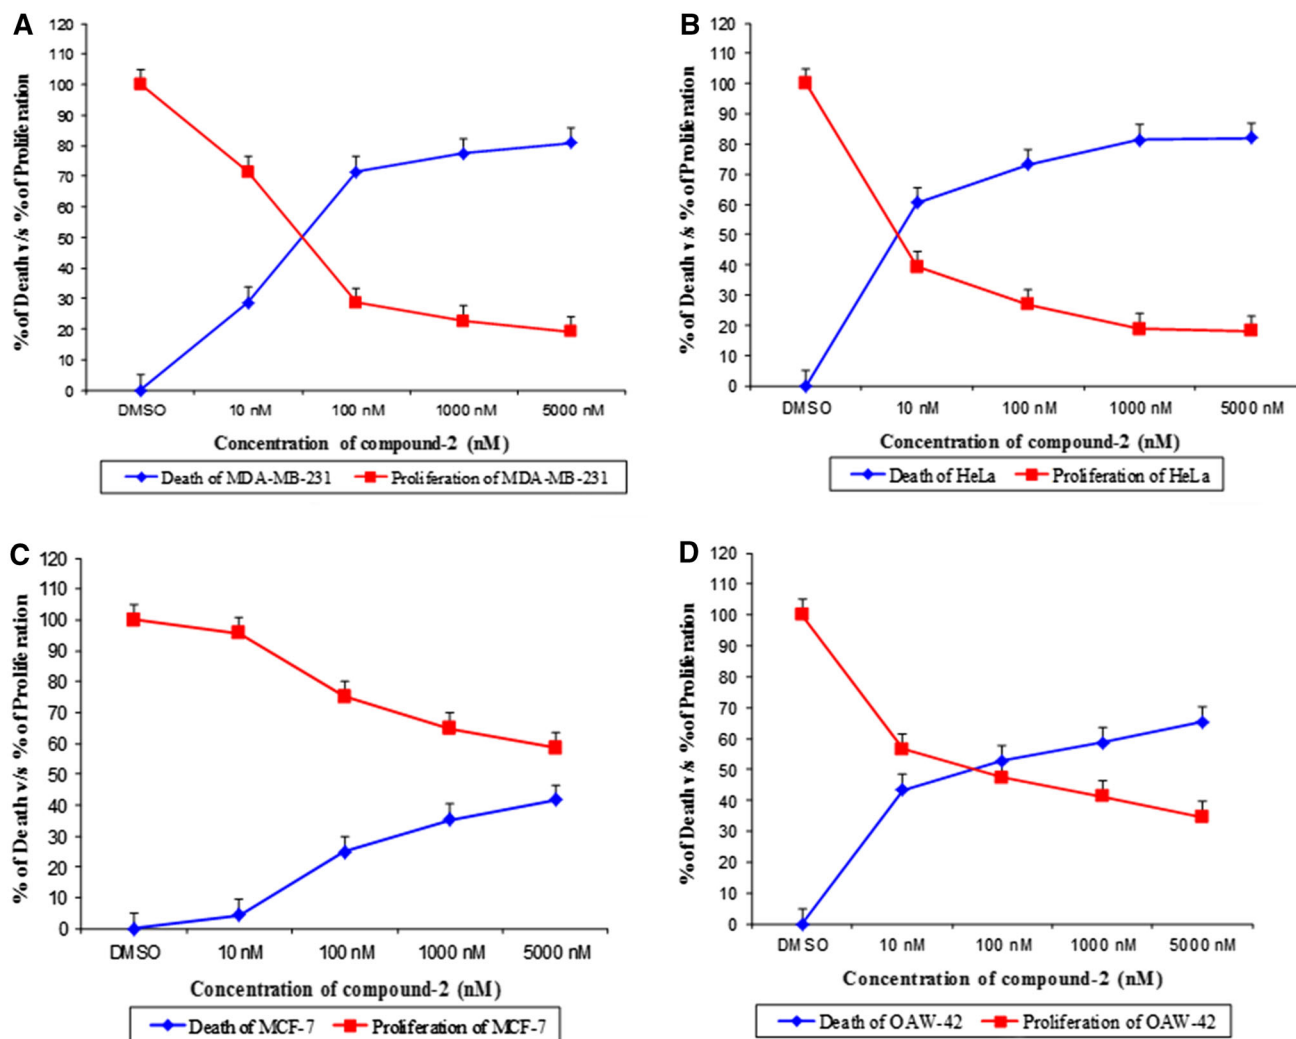 A
% of Death v/s % of Proliferation
120
110
100
90
80
70
60
50
40
30
20
10
0
DMSO 10 nM 100 nM 1000 nM 5000 nM
Concentration of compound-2 (nM)
Death of MDA-MB-231 Proliferation of MDA-MB-231
B
% of Death v/s % of Proliferation
120
110
100
90
80
70
60
50
40
30
20
10
0
DMSO 10 nM 100 nM 1000 nM 5000 nM
Concentration of compound-2 (nM)
Death of HeLa Proliferation of HeLa
C
% of Death v/s % of Proliferation
120
110
100
90
80
70
60
50
40
30
20
10
0
DMSO 10 nM 100 nM 1000 nM 5000 nM
Concentration of compound-2 (nM)
Death of MCF-7 Proliferation of MCF-7
D
% of Death v/s % of Proliferation
120
110
100
90
80
70
60
50
40
30
20
10
0
DMSO 10 nM 100 nM 1000 nM 5000 nM
Concentration of compound-2 (nM)
Death of OAW-42 Proliferation of OAW-42